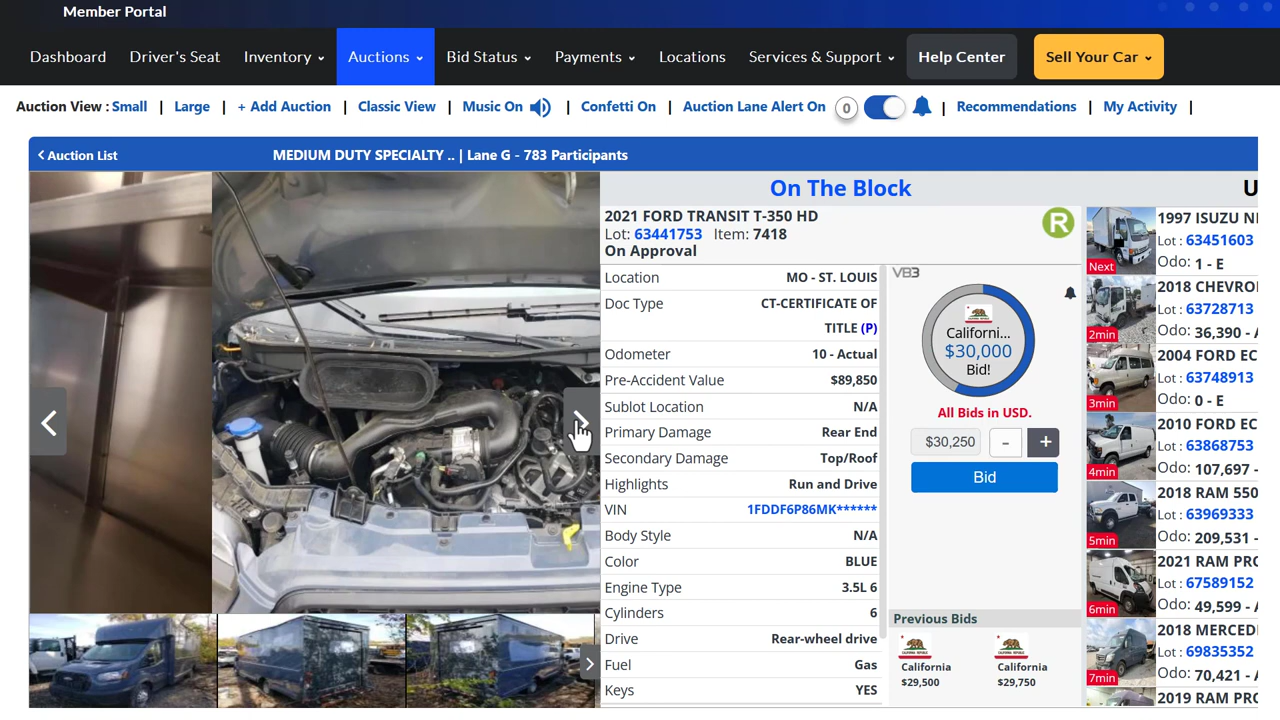 Member Portal
Dashboard Driver's Seat Inventory Auctions Bid Status Payments Locations Services & Support Help Center Sell Your Car
Auction View : Small | Large | + Add Auction | Classic View | Music On | Confetti On | Auction Lane Alert On 0 | Recommendations | My Activity |
Auction List
MEDIUM DUTY SPECIALTY .. | Lane G - 783 Participants
On The Block
U
2021 FORD TRANSIT T-350 HD
Lot: 63441753 Item: 7418
On Approval
R
Location MO - ST. LOUIS
Doc Type CT-CERTIFICATE OF
TITLE (P)
Odometer 10 - Actual
Pre-Accident Value $89,850
Sublot Location N/A
Primary Damage Rear End
Secondary Damage Top/Roof
Highlights Run and Drive
VIN 1FDDF6P86MK******
Body Style N/A
Color BLUE
Engine Type 3.5L 6
Cylinders 6
Drive Rear-wheel drive
Fuel Gas
Keys YES
VB3
Californi...
$30,000
Bid!
All Bids in USD.
$30,250 - +
Bid
Previous Bids
California California
$29,500 $29,750
1997 ISUZU N
Lot : 63451603
Odo: 1 - E
Next
2018 CHEVRO
Lot : 63728713
Odo: 36,390 - A
2min
2004 FORD EC
Lot : 63748913
Odo: 0 - E
3min
2010 FORD EC
Lot : 63868753
Odo: 107,697 -
4min
2018 RAM 550
Lot : 63969333
Odo: 209,531 -
5min
2021 RAM PRO
Lot : 67589152
Odo: 49,599 - A
6min
2018 MERCED
Lot : 69835352
Odo: 70,421 - A
7min
2019 RAM PRO